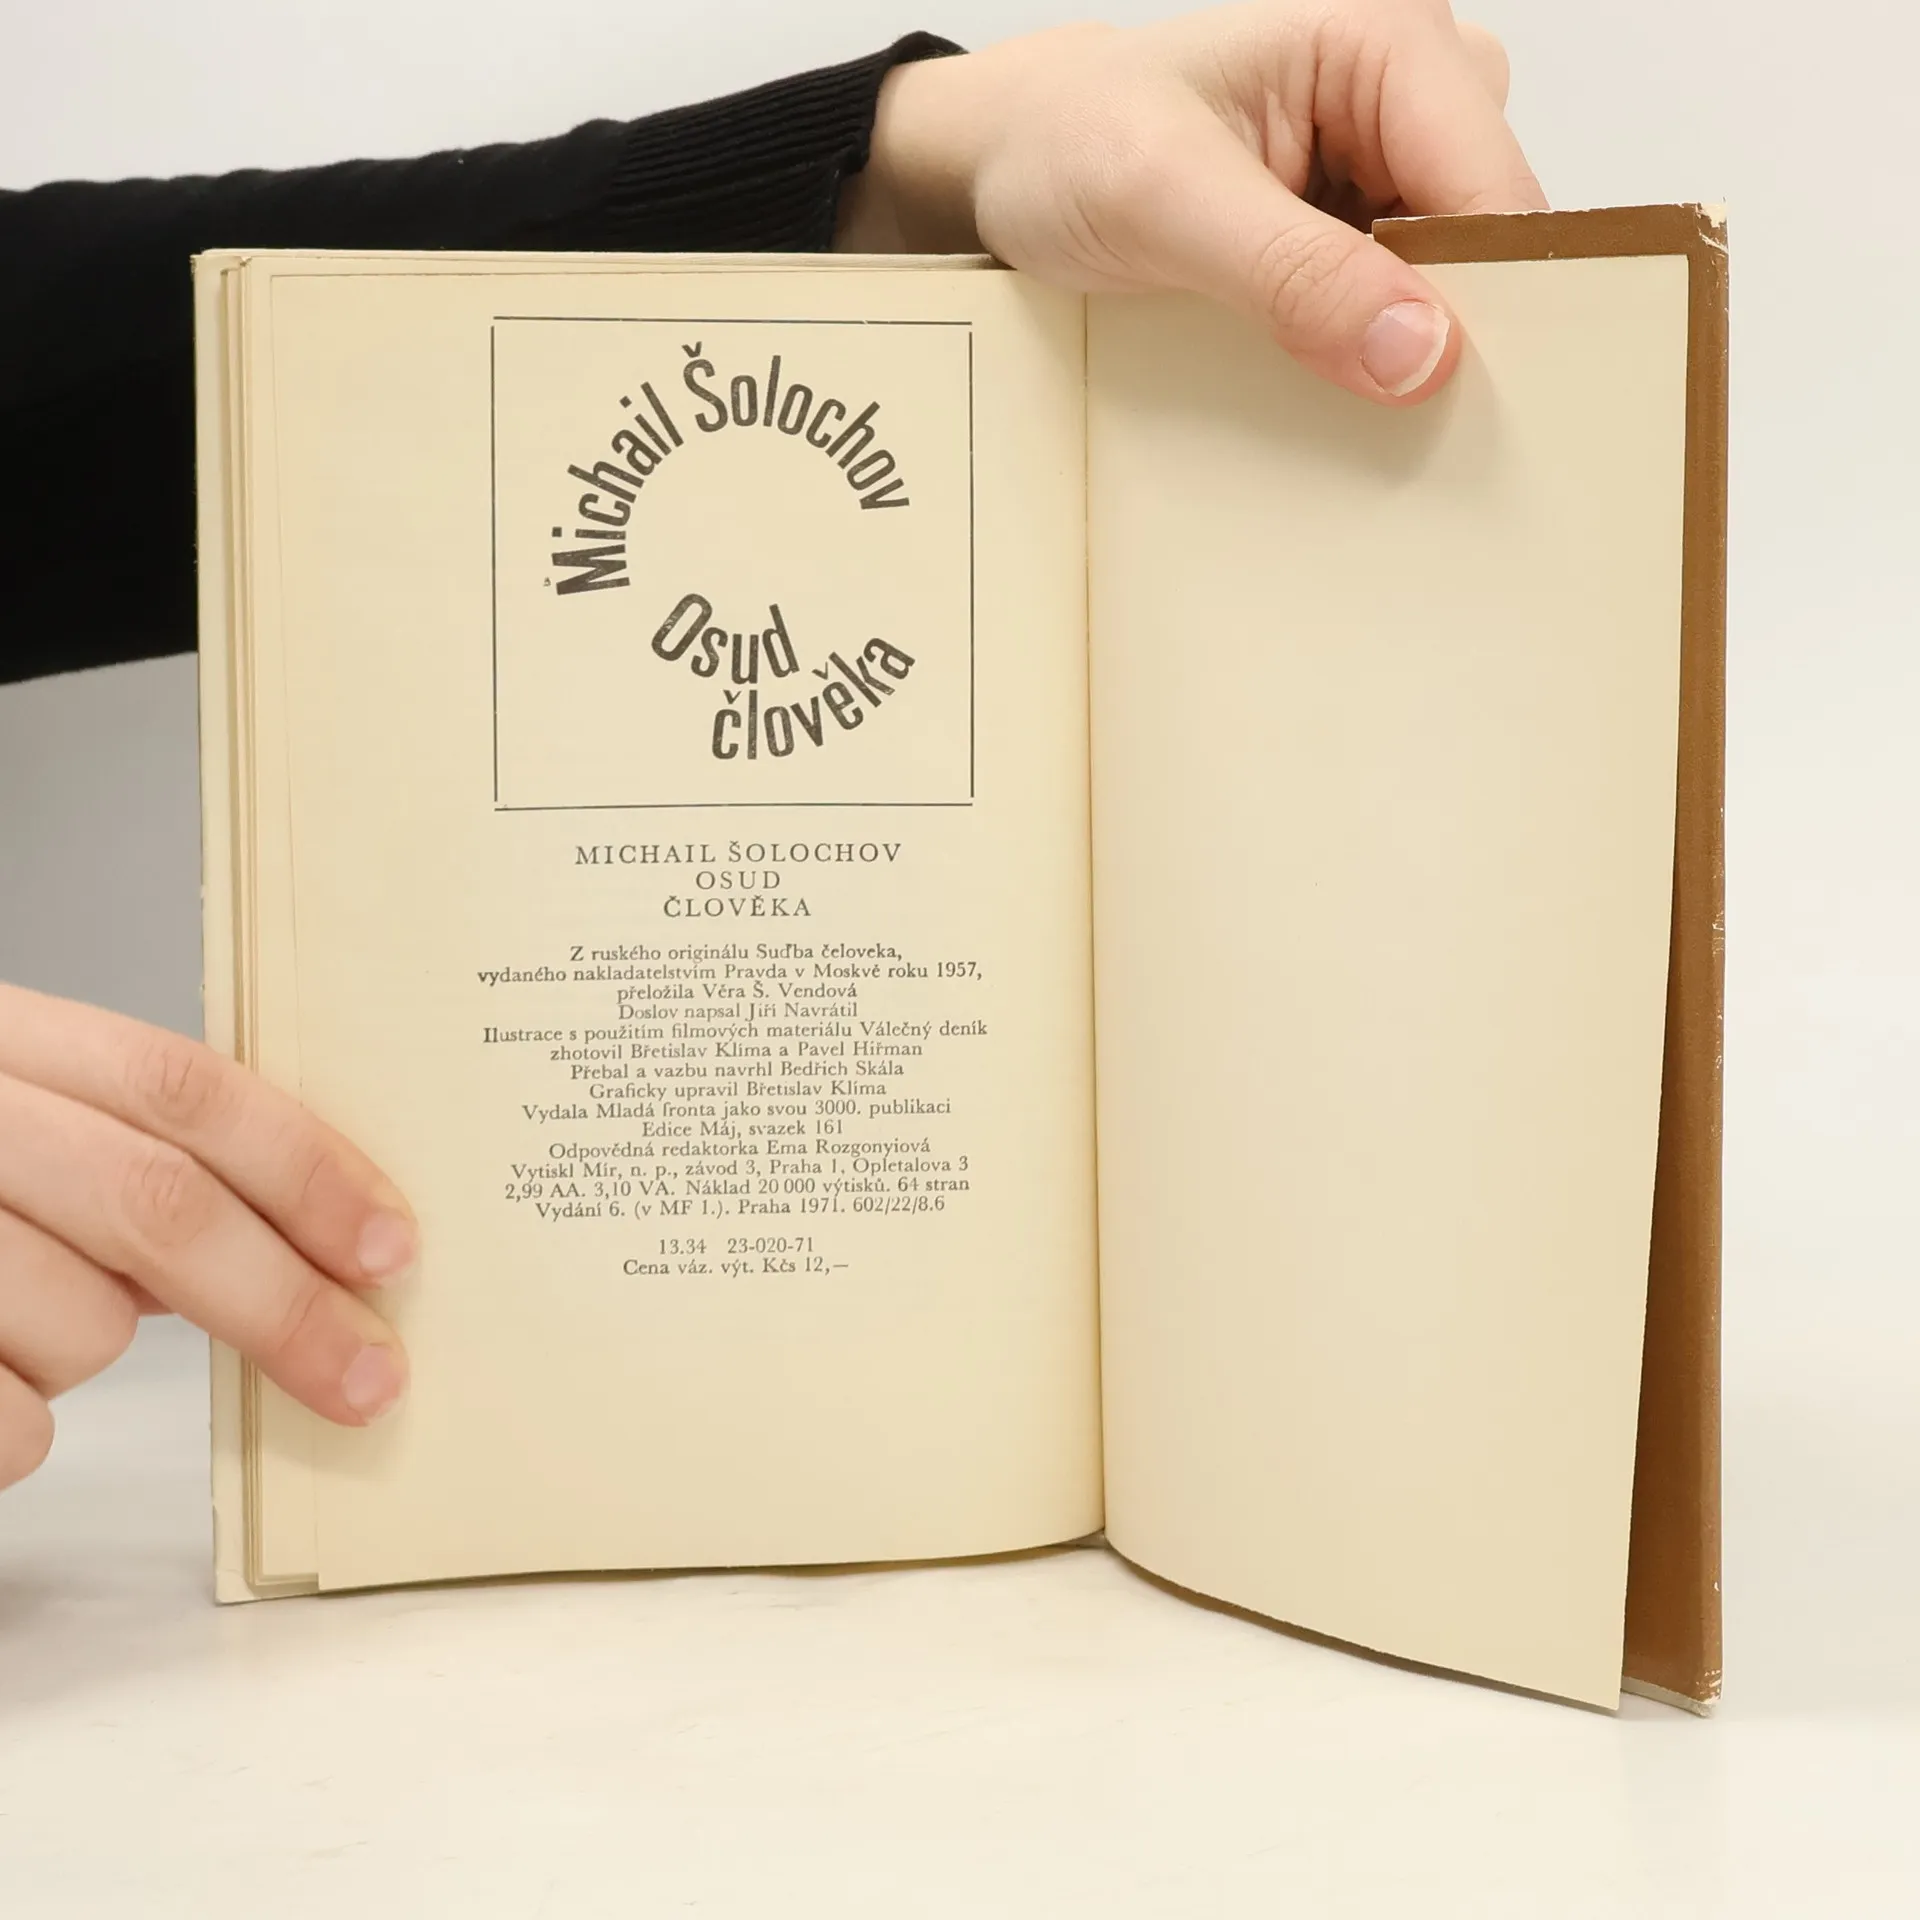 Michail Šolochov
Osud
člověka
MICHAIL ŠOLOCHOV
OSUD
ČLOVĚKA
Z ruského originálu Suďba čeloveka,
vydaného nakladatelstvím Pravda v Moskvě roku 1957,
přeložila Věra Š. Vendová
Doslov napsal Jiří Navrátil
Ilustrace s použitím filmových materiálu Válečný deník
zhotovil Břetislav Klíma a Pavel Hiřman
Přebal a vazbu navrhl Bedřich Skála
Graficky upravil Břetislav Klíma
Vydala Mladá fronta jako svou 3000. publikaci
Edice Máj, svazek 161
Odpovědná redaktorka Ema Rozgonyiová
Vytiskl Mír, n. p., závod 3, Praha 1, Opletalova 3
2,99 AA. 3,10 VA. Náklad 20 000 výtisků. 64 stran
Vydání 6. (v MF 1.). Praha 1971. 602/22/8.6
13.34 23-020-71
Cena váz. výt. Kčs 12,—